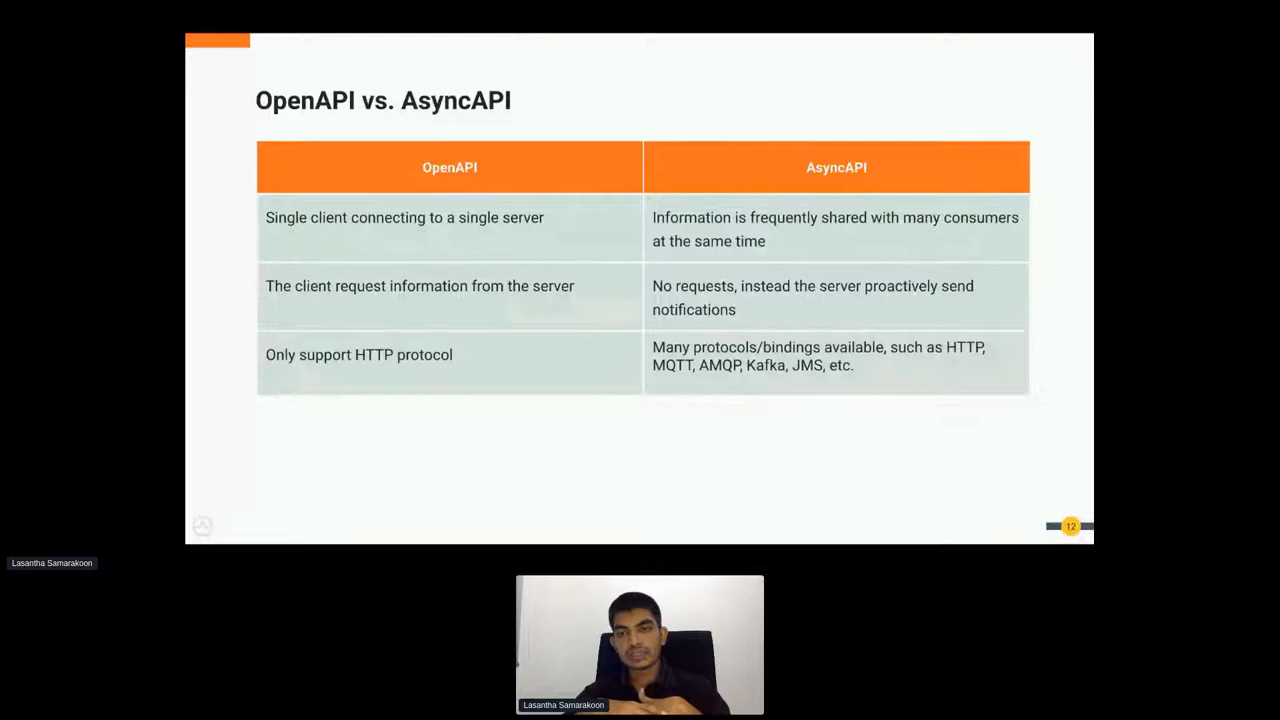 OpenAPI vs. AsyncAPI
OpenAPI
AsyncAPI
Single client connecting to a single server
Information is frequently shared with many consumers
at the same time
The client request information from the server
No requests, instead the server proactively send
notifications
Only support HTTP protocol
Many protocols/bindings available, such as HTTP,
MQTT, AMQP, Kafka, JMS, etc.
12
Lasantha Samarakoon
Lasantha Samarakoon